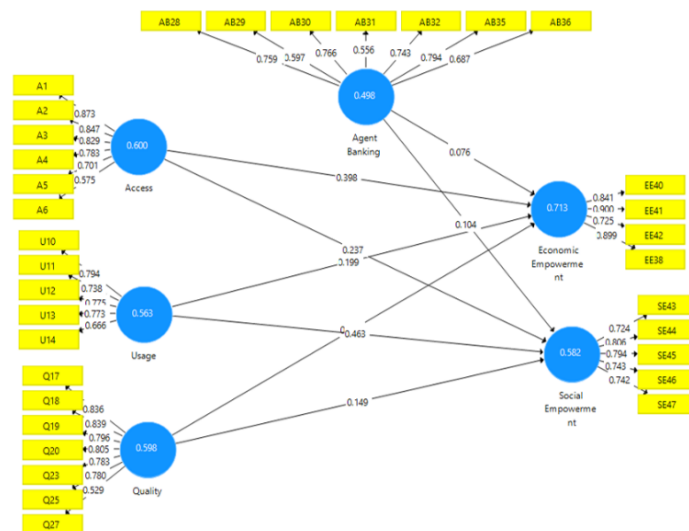 AB28
AB29
AB30
AB31
AB32
AB35
AB36
0.759
0.597
0.766
0.556
0.743
0.794
0.687
0.498
Agent
Banking
A1
A2
A3
A4
A5
A6
0.873
0.847
0.829
0.783
0.701
0.575
0.600
Access
0.398
0.076
0.237
0.104
0.199
0.463
0.149
U10
U11
U12
U13
U14
0.794
0.738
0.775
0.773
0.666
0.563
Usage
Q17
Q18
Q19
Q20
Q23
Q25
Q27
0.836
0.839
0.796
0.805
0.783
0.780
0.529
0.598
Quality
0.713
Economic
Empowerme
nt
EE40
EE41
EE42
EE38
0.841
0.900
0.725
0.899
0.582
Social
Empowerme
nt
SE43
SE44
SE45
SE46
SE47
0.724
0.806
0.794
0.743
0.742